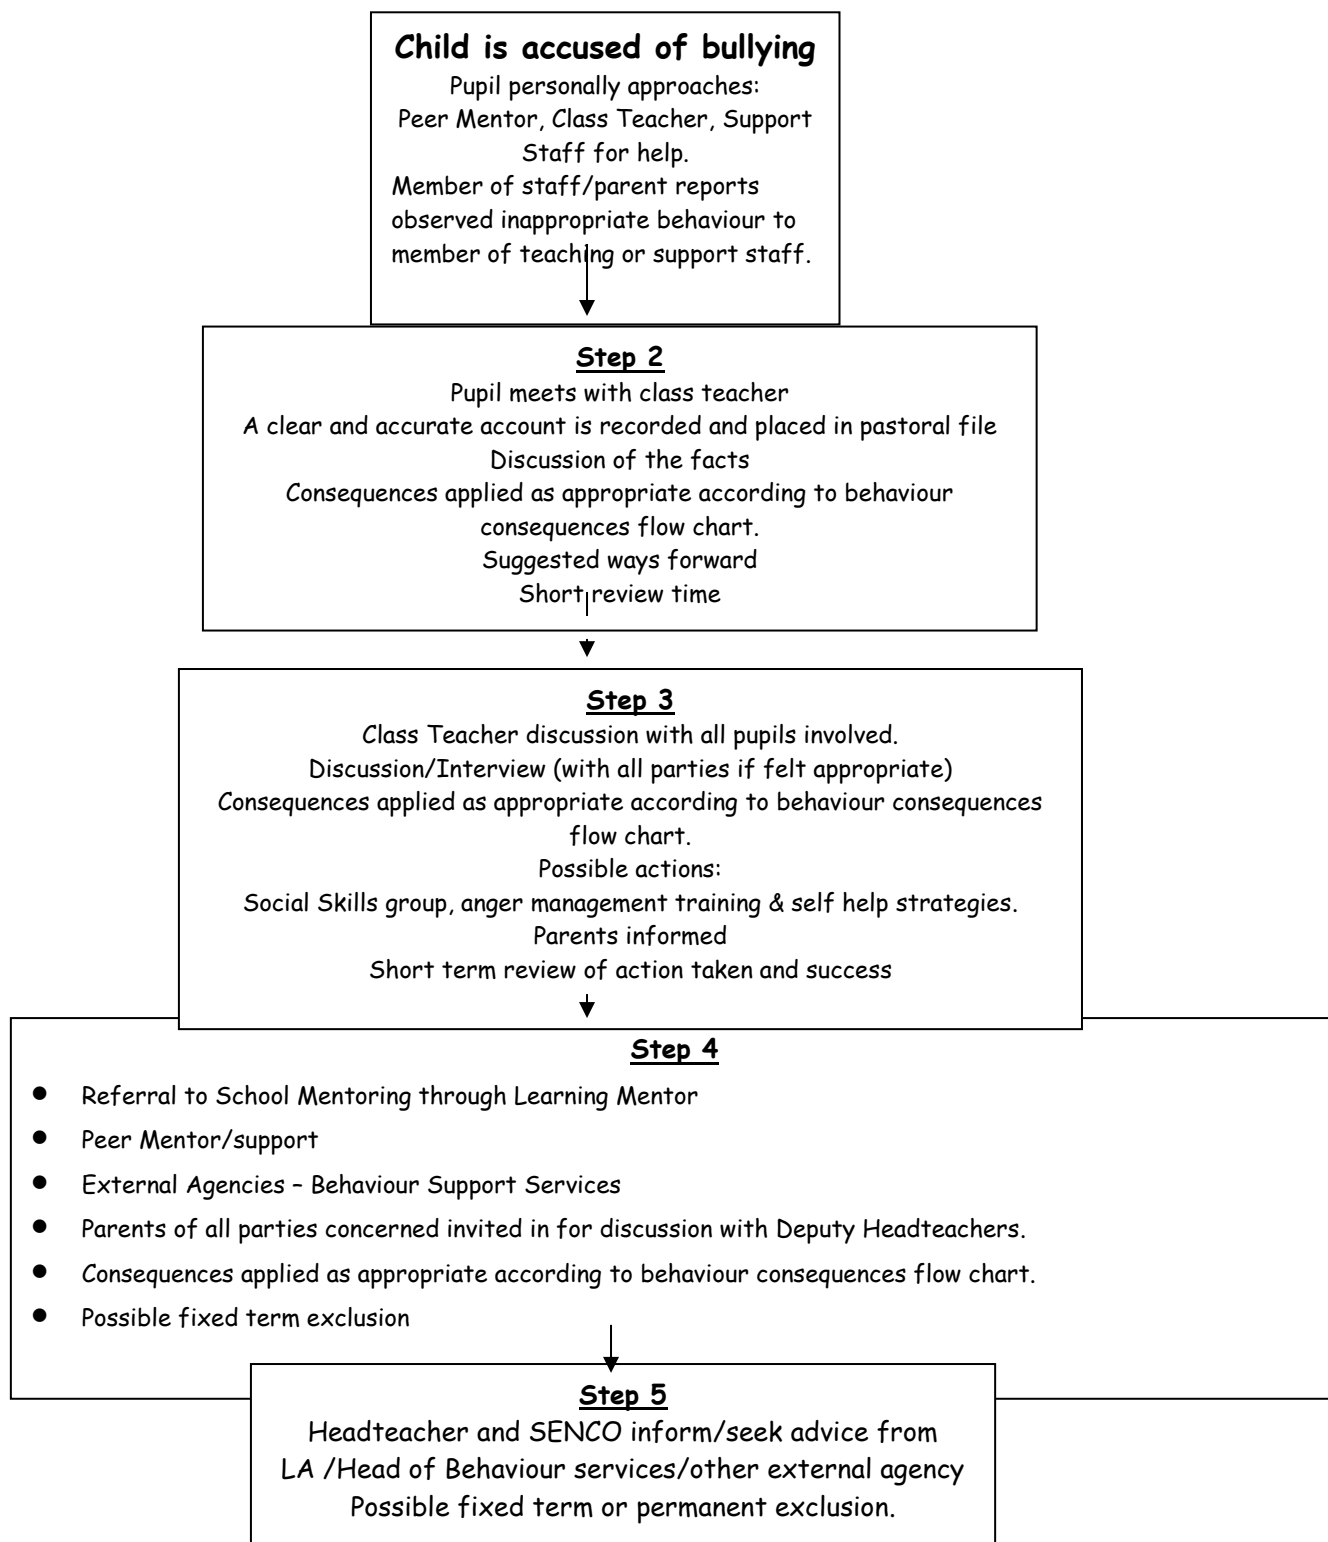 Child is accused of bullying
Pupil personally approaches:
Peer Mentor, Class Teacher, Support
Staff for help.
Member of staff/parent reports
observed inappropriate behaviour to
member of teaching or support staff.
Step 2
Pupil meets with class teacher
A clear and accurate account is recorded and placed in pastoral file
Discussion of the facts
Consequences applied as appropriate according to behaviour
consequences flow chart.
Suggested ways forward
Short review time
Step 3
Class Teacher discussion with all pupils involved.
Discussion/Interview (with all parties if felt appropriate)
Consequences applied as appropriate according to behaviour consequences
flow chart.
Possible actions:
Social Skills group, anger management training & self help strategies.
Parents informed
Short term review of action taken and success
Step 4
● Referral to School Mentoring through Learning Mentor
● Peer Mentor/support
● External Agencies – Behaviour Support Services
● Parents of all parties concerned invited in for discussion with Deputy Headteachers.
● Consequences applied as appropriate according to behaviour consequences flow chart.
● Possible fixed term exclusion
Step 5
Headteacher and SENCO inform/seek advice from
LA /Head of Behaviour services/other external agency
Possible fixed term or permanent exclusion.